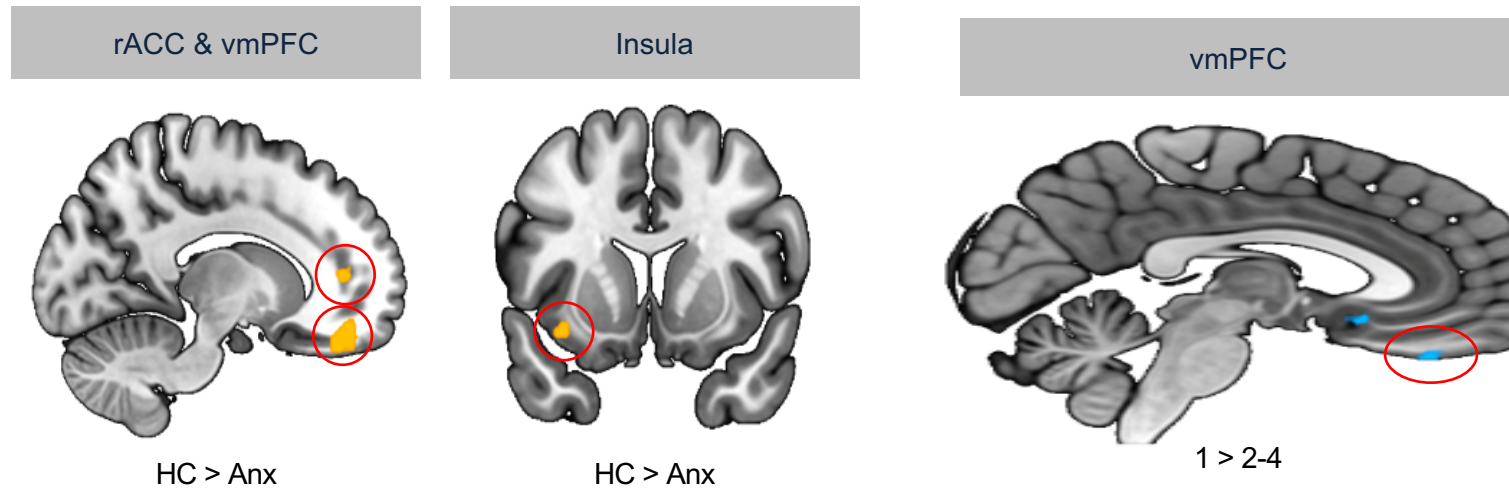 rACC & vmPFC
Insula
vmPFC
HC > Anx
HC > Anx
1 > 2-4